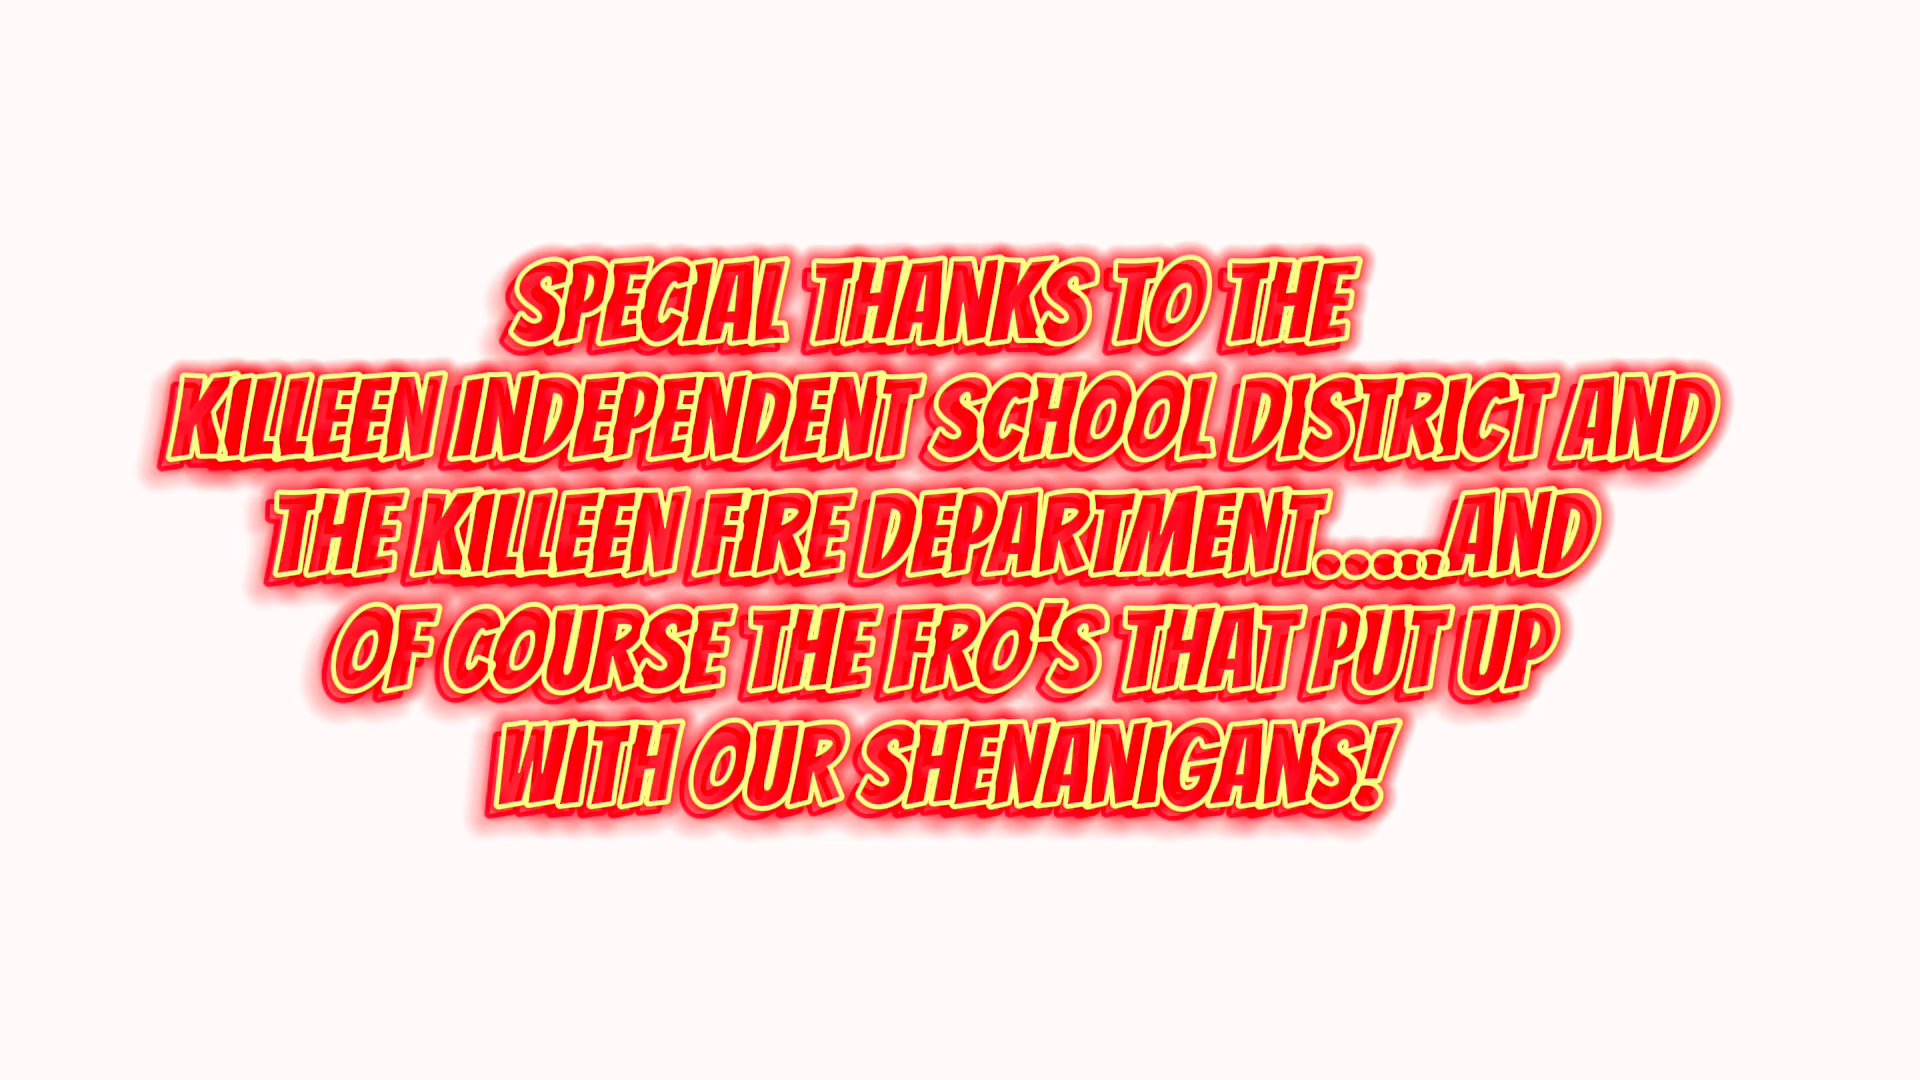 SPECIAL THANKS TO THE
KILLEEN INDEPENDENT SCHOOL DISTRICT AND
THE KILLEEN FIRE DEPARTMENT.....AND
OF COURSE THE FRO'S THAT PUT UP
WITH OUR SHENANIGANS!